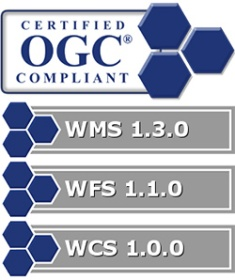 CERTIFIED
OGC®
COMPLIANT
WMS 1.3.0
WFS 1.1.0
WCS 1.0.0